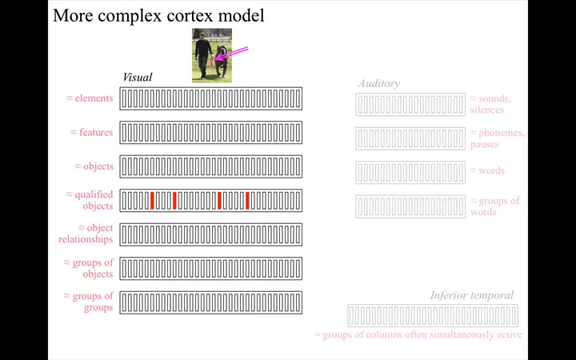 More complex cortex model
Visual
≈ elements
≈ features
≈ objects
≈ qualified
objects
≈ object
relationships
≈ groups of
objects
≈ groups of
groups
Auditory
≈ sounds,
silences
≈ phonemes,
pauses
≈ words
≈ groups of
words
Inferior temporal
≈ groups of columns often simultaneously active